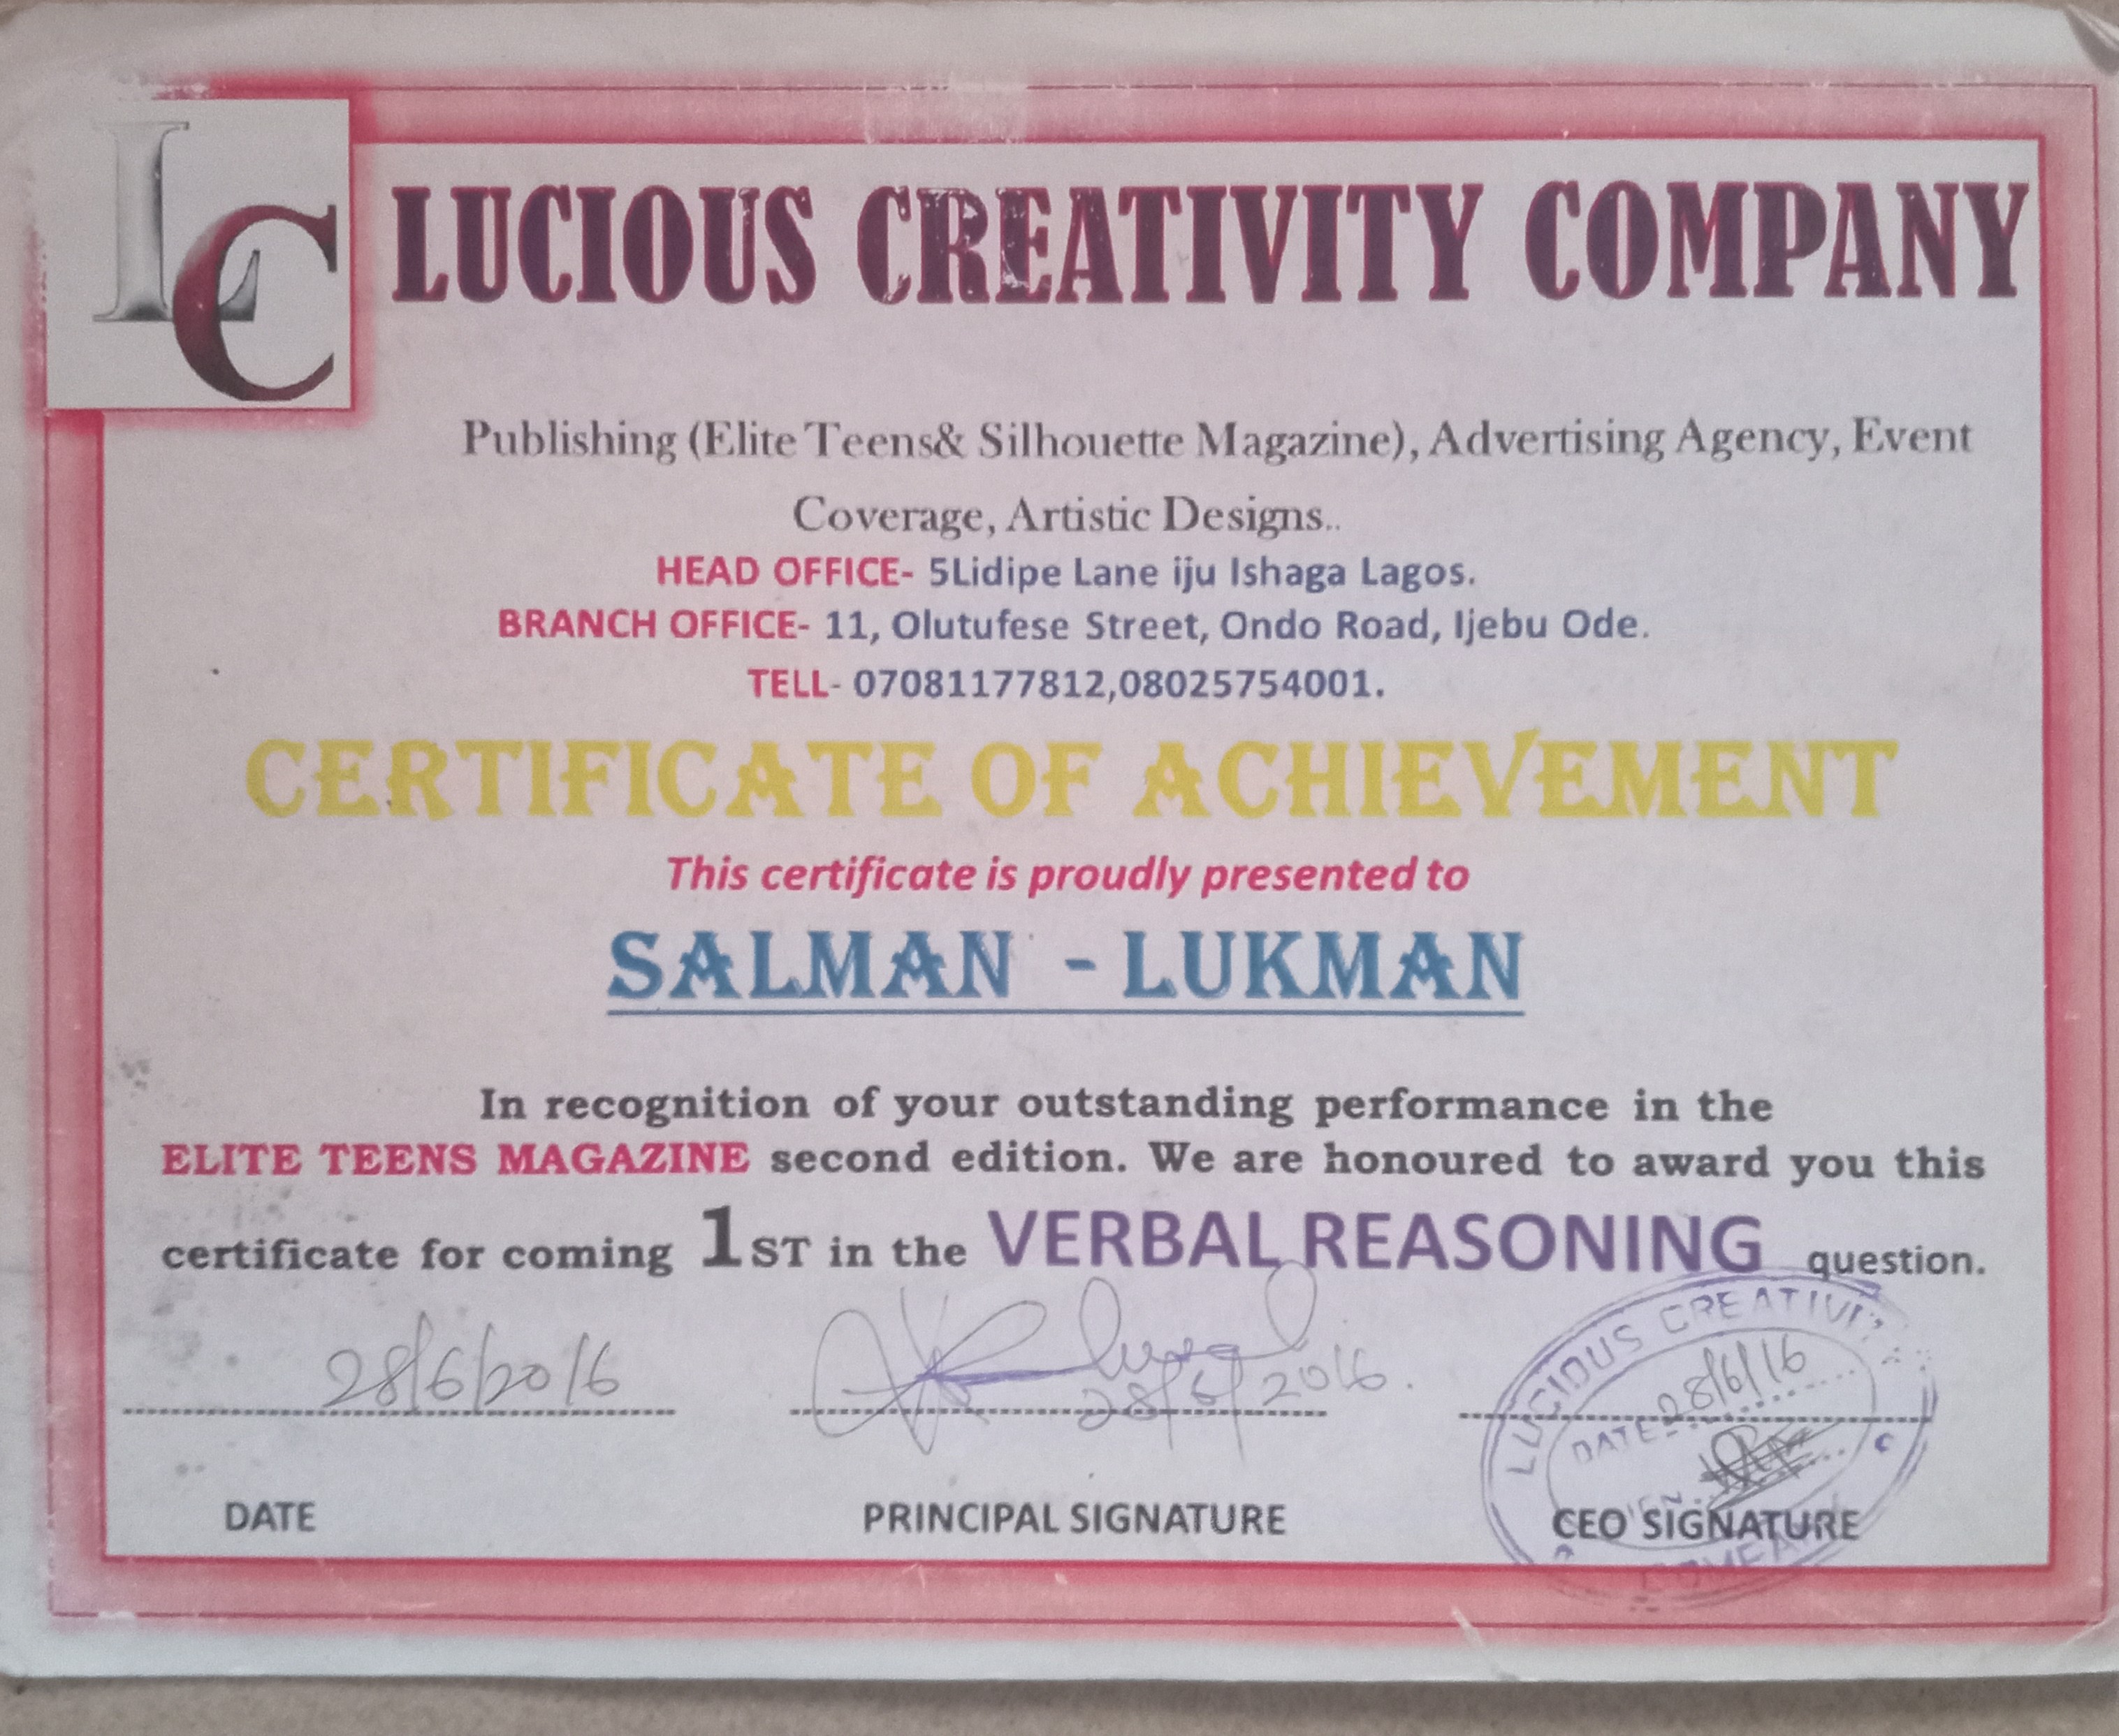 LC
LUCIOUS CREATIVITY COMPANY
Publishing (Elite Teens& Silhouette Magazine), Advertising Agency, Event
Coverage, Artistic Designs..
HEAD OFFICE- 5Lidipe Lane iju Ishaga Lagos.
BRANCH OFFICE- 11, Olutufese Street, Ondo Road, Ijebu Ode.
TELL- 07081177812,08025754001.
CERTIFICATE OF ACHIEVEMENT
This certificate is proudly presented to
SALMAN - LUKMAN
In recognition of your outstanding performance in the
ELITE TEENS MAGAZINE second edition. We are honoured to award you this
certificate for coming 1ST in the VERBAL REASONING question.
28/6/2016
28/6/2016.
LUCIOUS CREATIVITY
DATE 28/6/16
DATE
PRINCIPAL SIGNATURE
CEO SIGNATURE